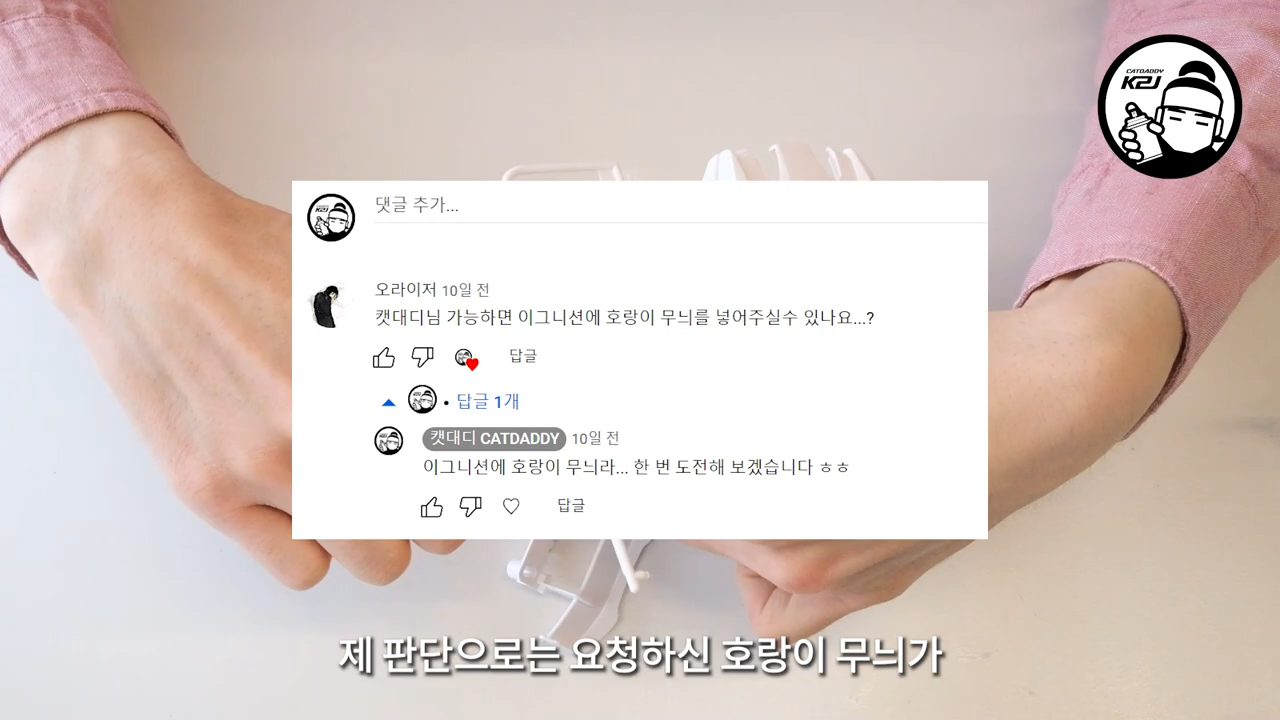 CATDADDY
K2J
댓글 추가...
오라이저 10일 전
캣대디님 가능하면 이그니션에 호랑이 무늬를 넣어주실수 있나요...?
답글
• 답글 1개
캣대디 CATDADDY 10일 전
이그니션에 호랑이 무늬라... 한 번 도전해 보겠습니다 ㅎㅎ
답글
제 판단으로는 요청하신 호랑이 무늬가